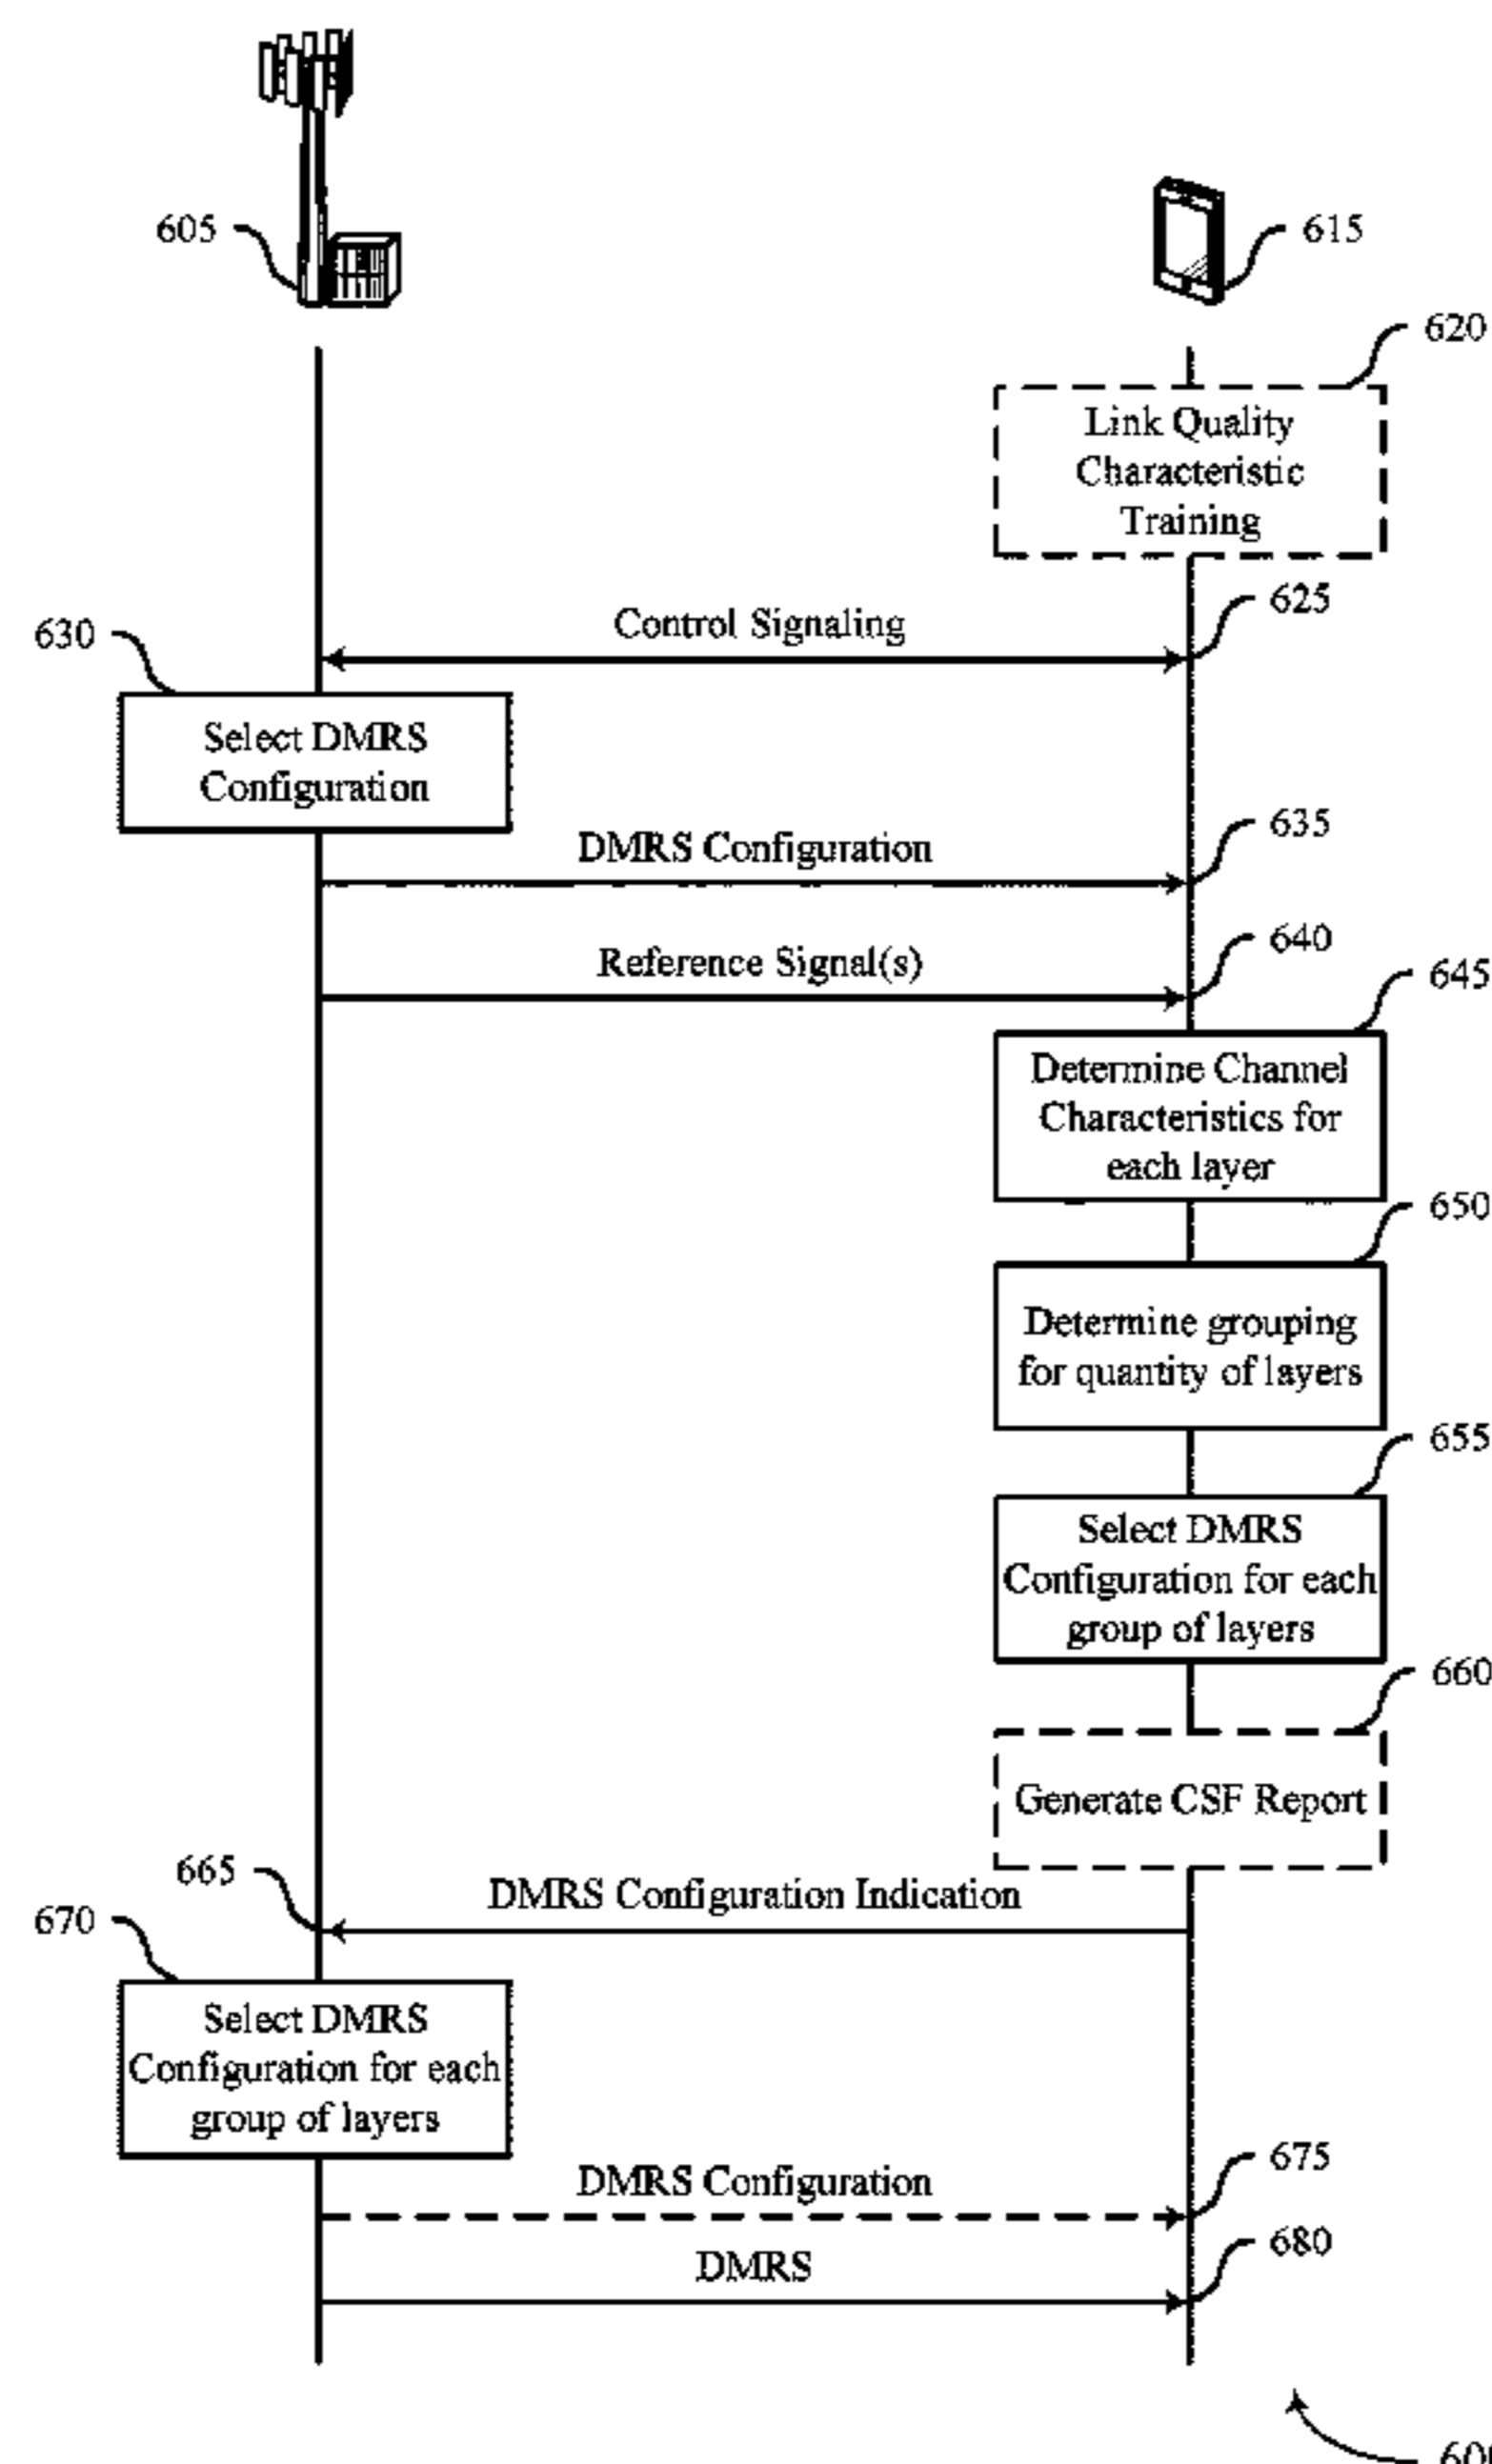 605
615
620
Link Quality
Characteristic
Training
625
Control Signaling
630
Select DMRS
Configuration
635
DMRS Configuration
640
Reference Signal(s)
645
Determine Channel
Characteristics for
each layer
650
Determine grouping
for quantity of layers
655
Select DMRS
Configuration for each
group of layers
660
Generate CSF Report
665
DMRS Configuration Indication
670
Select DMRS
Configuration for each
group of layers
675
DMRS Configuration
680
DMRS
600